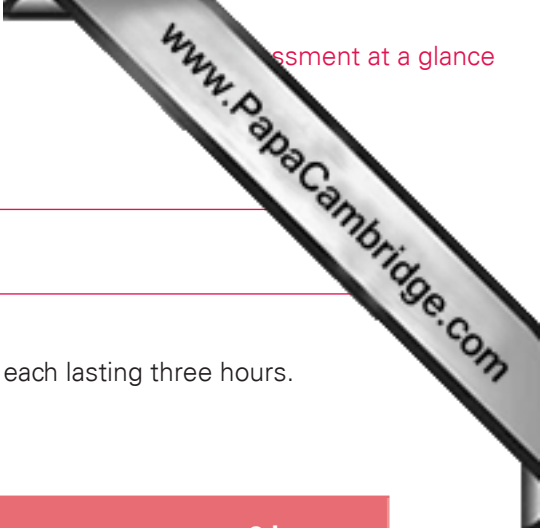 ssment at a glance
www.PapaCambridge.com
each lasting three hours.